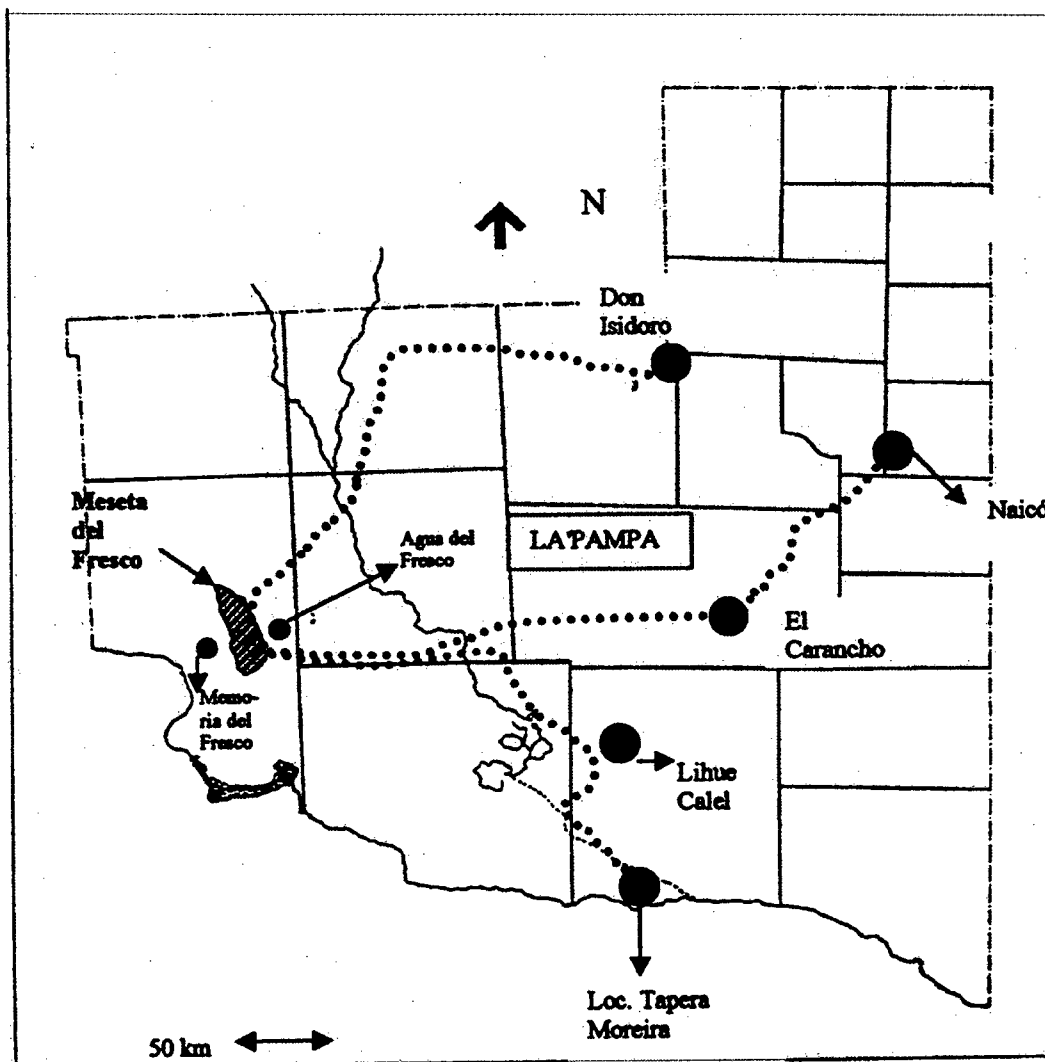 N
Don
Isidoro
Meseta
del
Fresco
Agua del
Fresco
LA PAMPA
Naicó
El
Carancho
Memo-
ria del
Fresco
Lihue
Calel
Loc. Tapera
Moreira
50 km